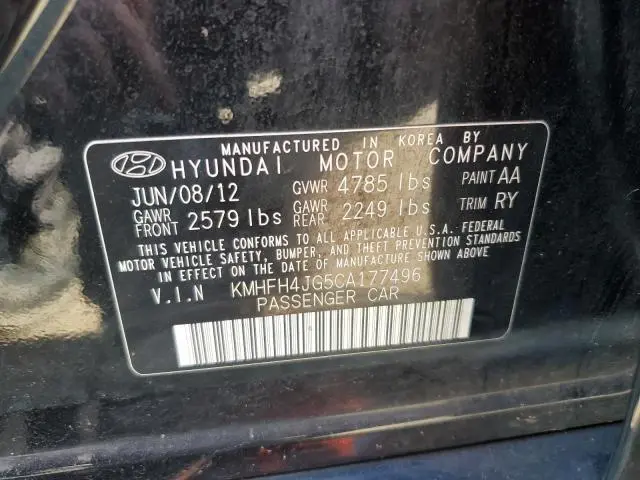 MANUFACTURED IN KOREA BY
HYUNDAI MOTOR COMPANY
JUN/08/12 GVWR 4785 lbs PAINT AA
GAWR FRONT 2579 lbs GAWR REAR 2249 lbs TRIM RY
THIS VEHICLE CONFORMS TO ALL APPLICABLE U.S.A. FEDERAL
MOTOR VEHICLE SAFETY, BUMPER, AND THEFT PREVENTION STANDARDS
IN EFFECT ON THE DATE OF MANUFACTURE SHOWN ABOVE
V.I.N KMHFH4JG5CA177496
PASSENGER CAR